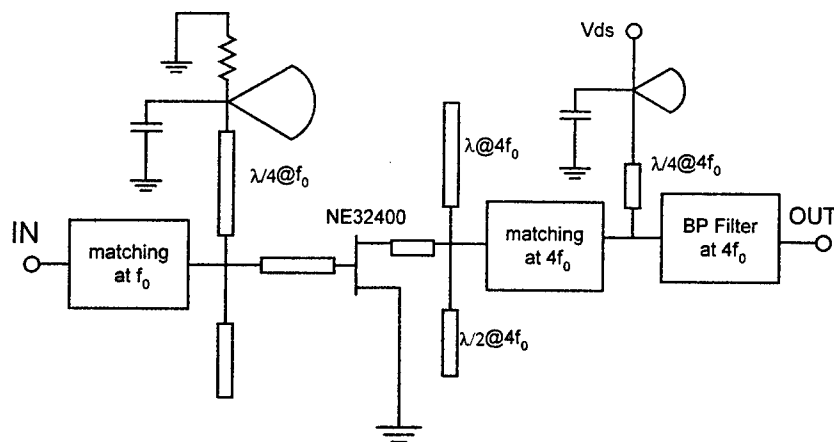 Vds
λ/4@f₀
λ@4f₀
λ/4@4f₀
NE32400
IN
matching
at f₀
matching
at 4f₀
BP Filter
at 4f₀
OUT
λ/2@4f₀